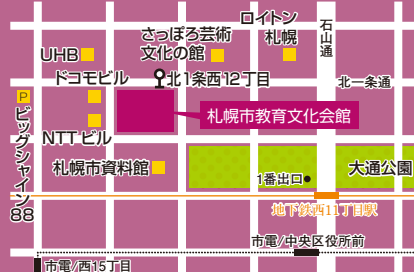 ロイトン
札幌
石山通
さっぽろ芸術
文化の館
UHB
ドコモビル
北1条西12丁目
北一条通
P
ビッグシャイン
88
札幌市教育文化会館
NTTビル
札幌市資料館
1番出口
大通公園
地下鉄西11丁目駅
市電/中央区役所前
市電/西15丁目